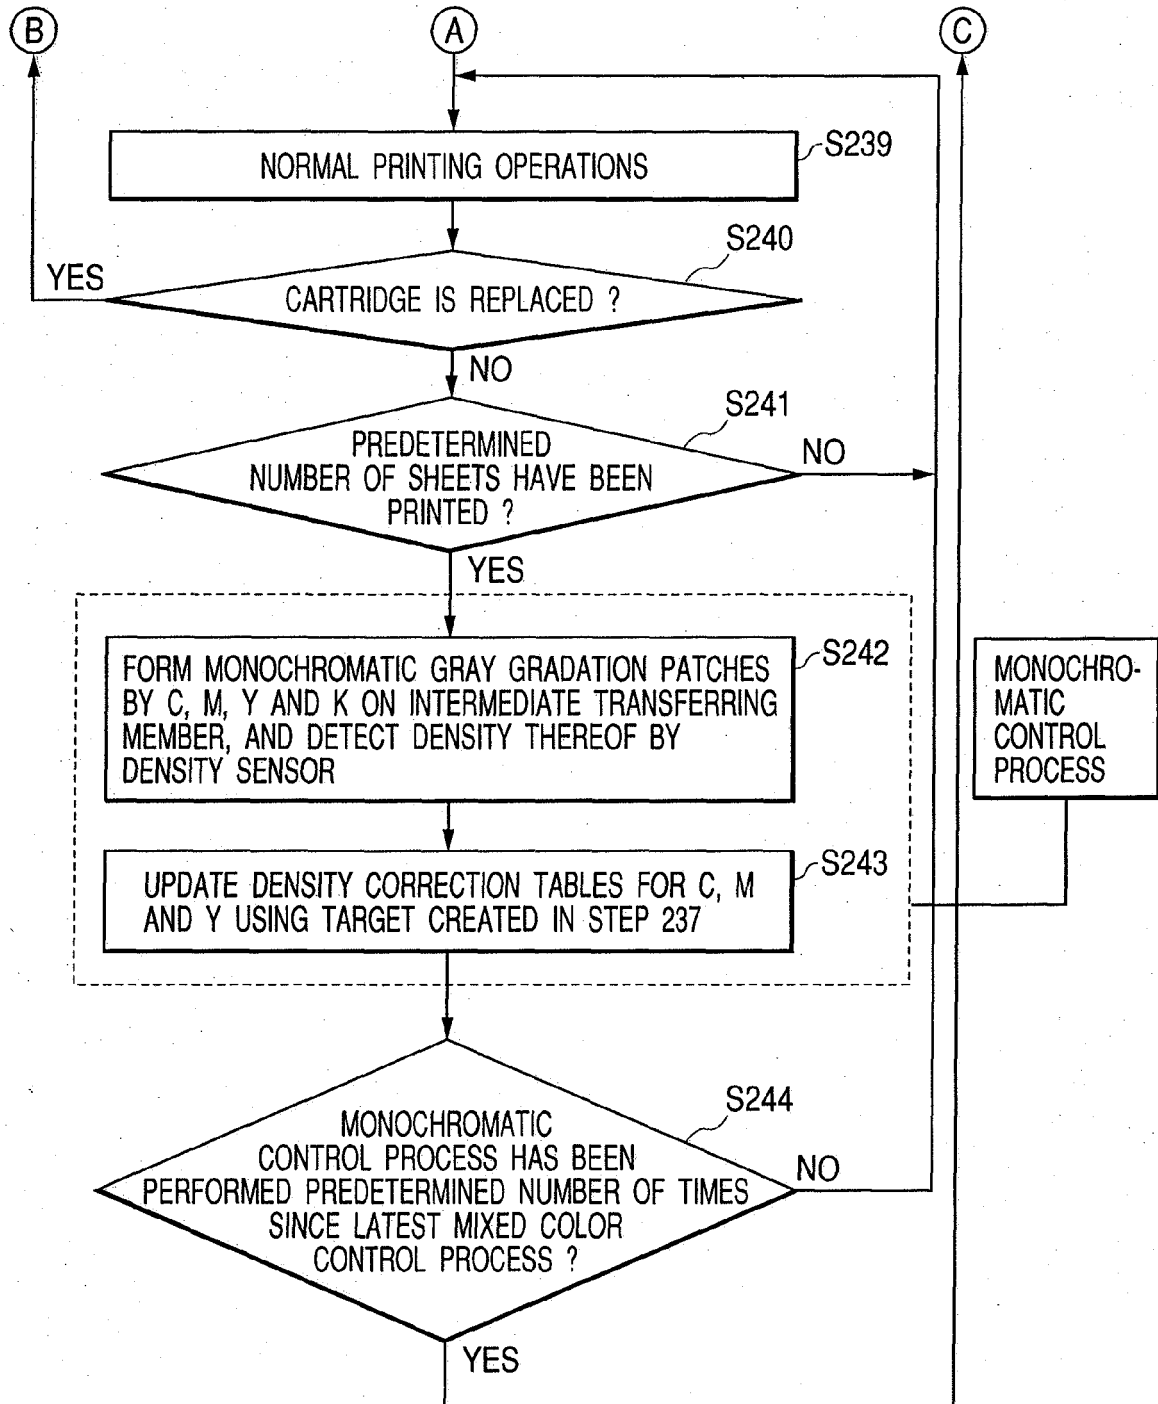 B
A
C
NORMAL PRINTING OPERATIONS
S239
S240
YES
CARTRIDGE IS REPLACED ?
NO
S241
PREDETERMINED
NUMBER OF SHEETS HAVE BEEN
PRINTED ?
NO
YES
S242
FORM MONOCHROMATIC GRAY GRADATION PATCHES
BY C, M, Y AND K ON INTERMEDIATE TRANSFERRING
MEMBER, AND DETECT DENSITY THEREOF BY
DENSITY SENSOR
MONOCHRO-
MATIC
CONTROL
PROCESS
S243
UPDATE DENSITY CORRECTION TABLES FOR C, M
AND Y USING TARGET CREATED IN STEP 237
S244
MONOCHROMATIC
CONTROL PROCESS HAS BEEN
PERFORMED PREDETERMINED NUMBER OF TIMES
SINCE LATEST MIXED COLOR
CONTROL PROCESS ?
NO
YES